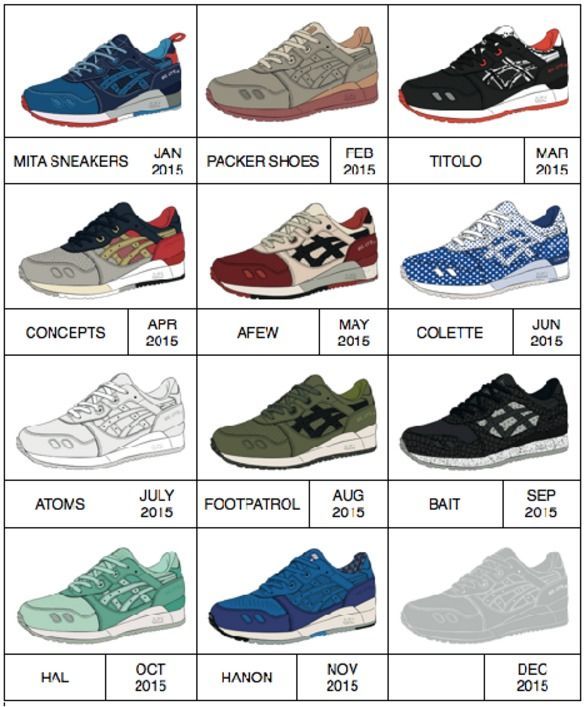 MITA SNEAKERS
JAN
2015
PACKER SHOES
FEB
2015
TITOLO
MAR
2015
CONCEPTS
APR
2015
AFEW
MAY
2015
COLETTE
JUN
2015
ATOMS
JULY
2015
FOOTPATROL
AUG
2015
BAIT
SEP
2015
HAL
OCT
2015
HANON
NOV
2015
DEC
2015